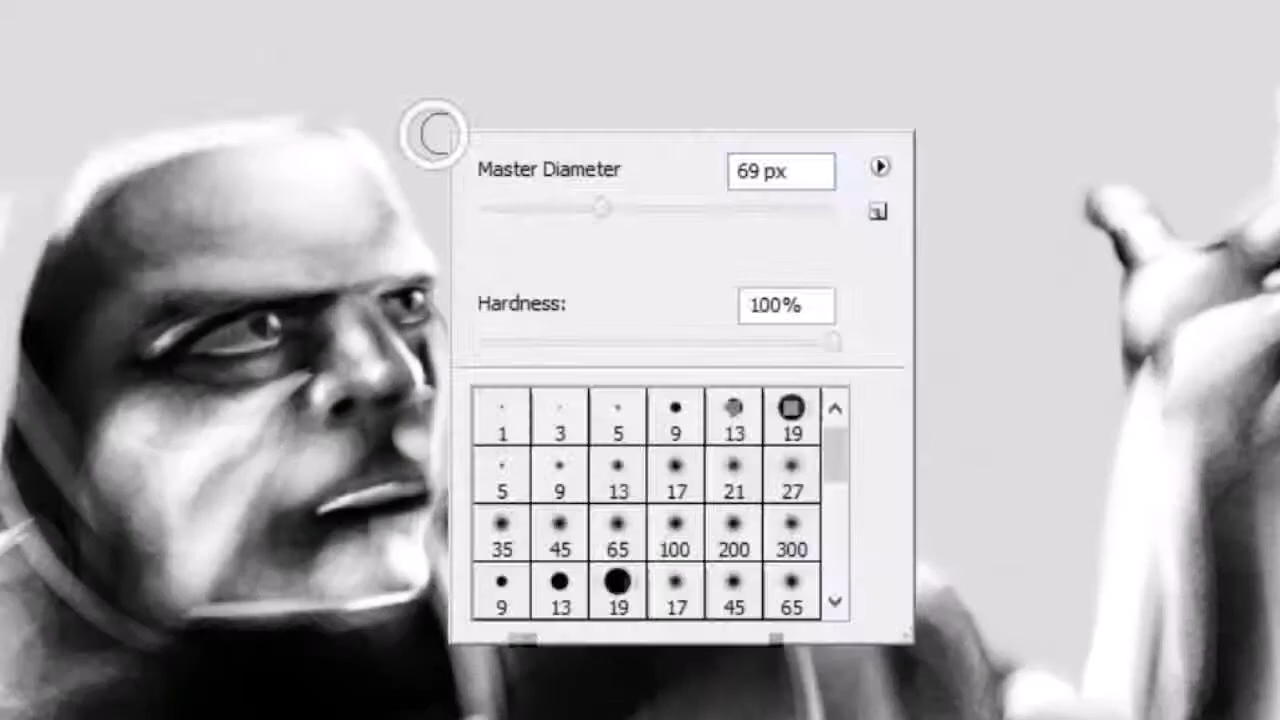 Master Diameter 69 px
Hardness: 100%
1 3 5 9 13 19
5 9 13 17 21 27
35 45 65 100 200 300
9 13 19 17 45 65